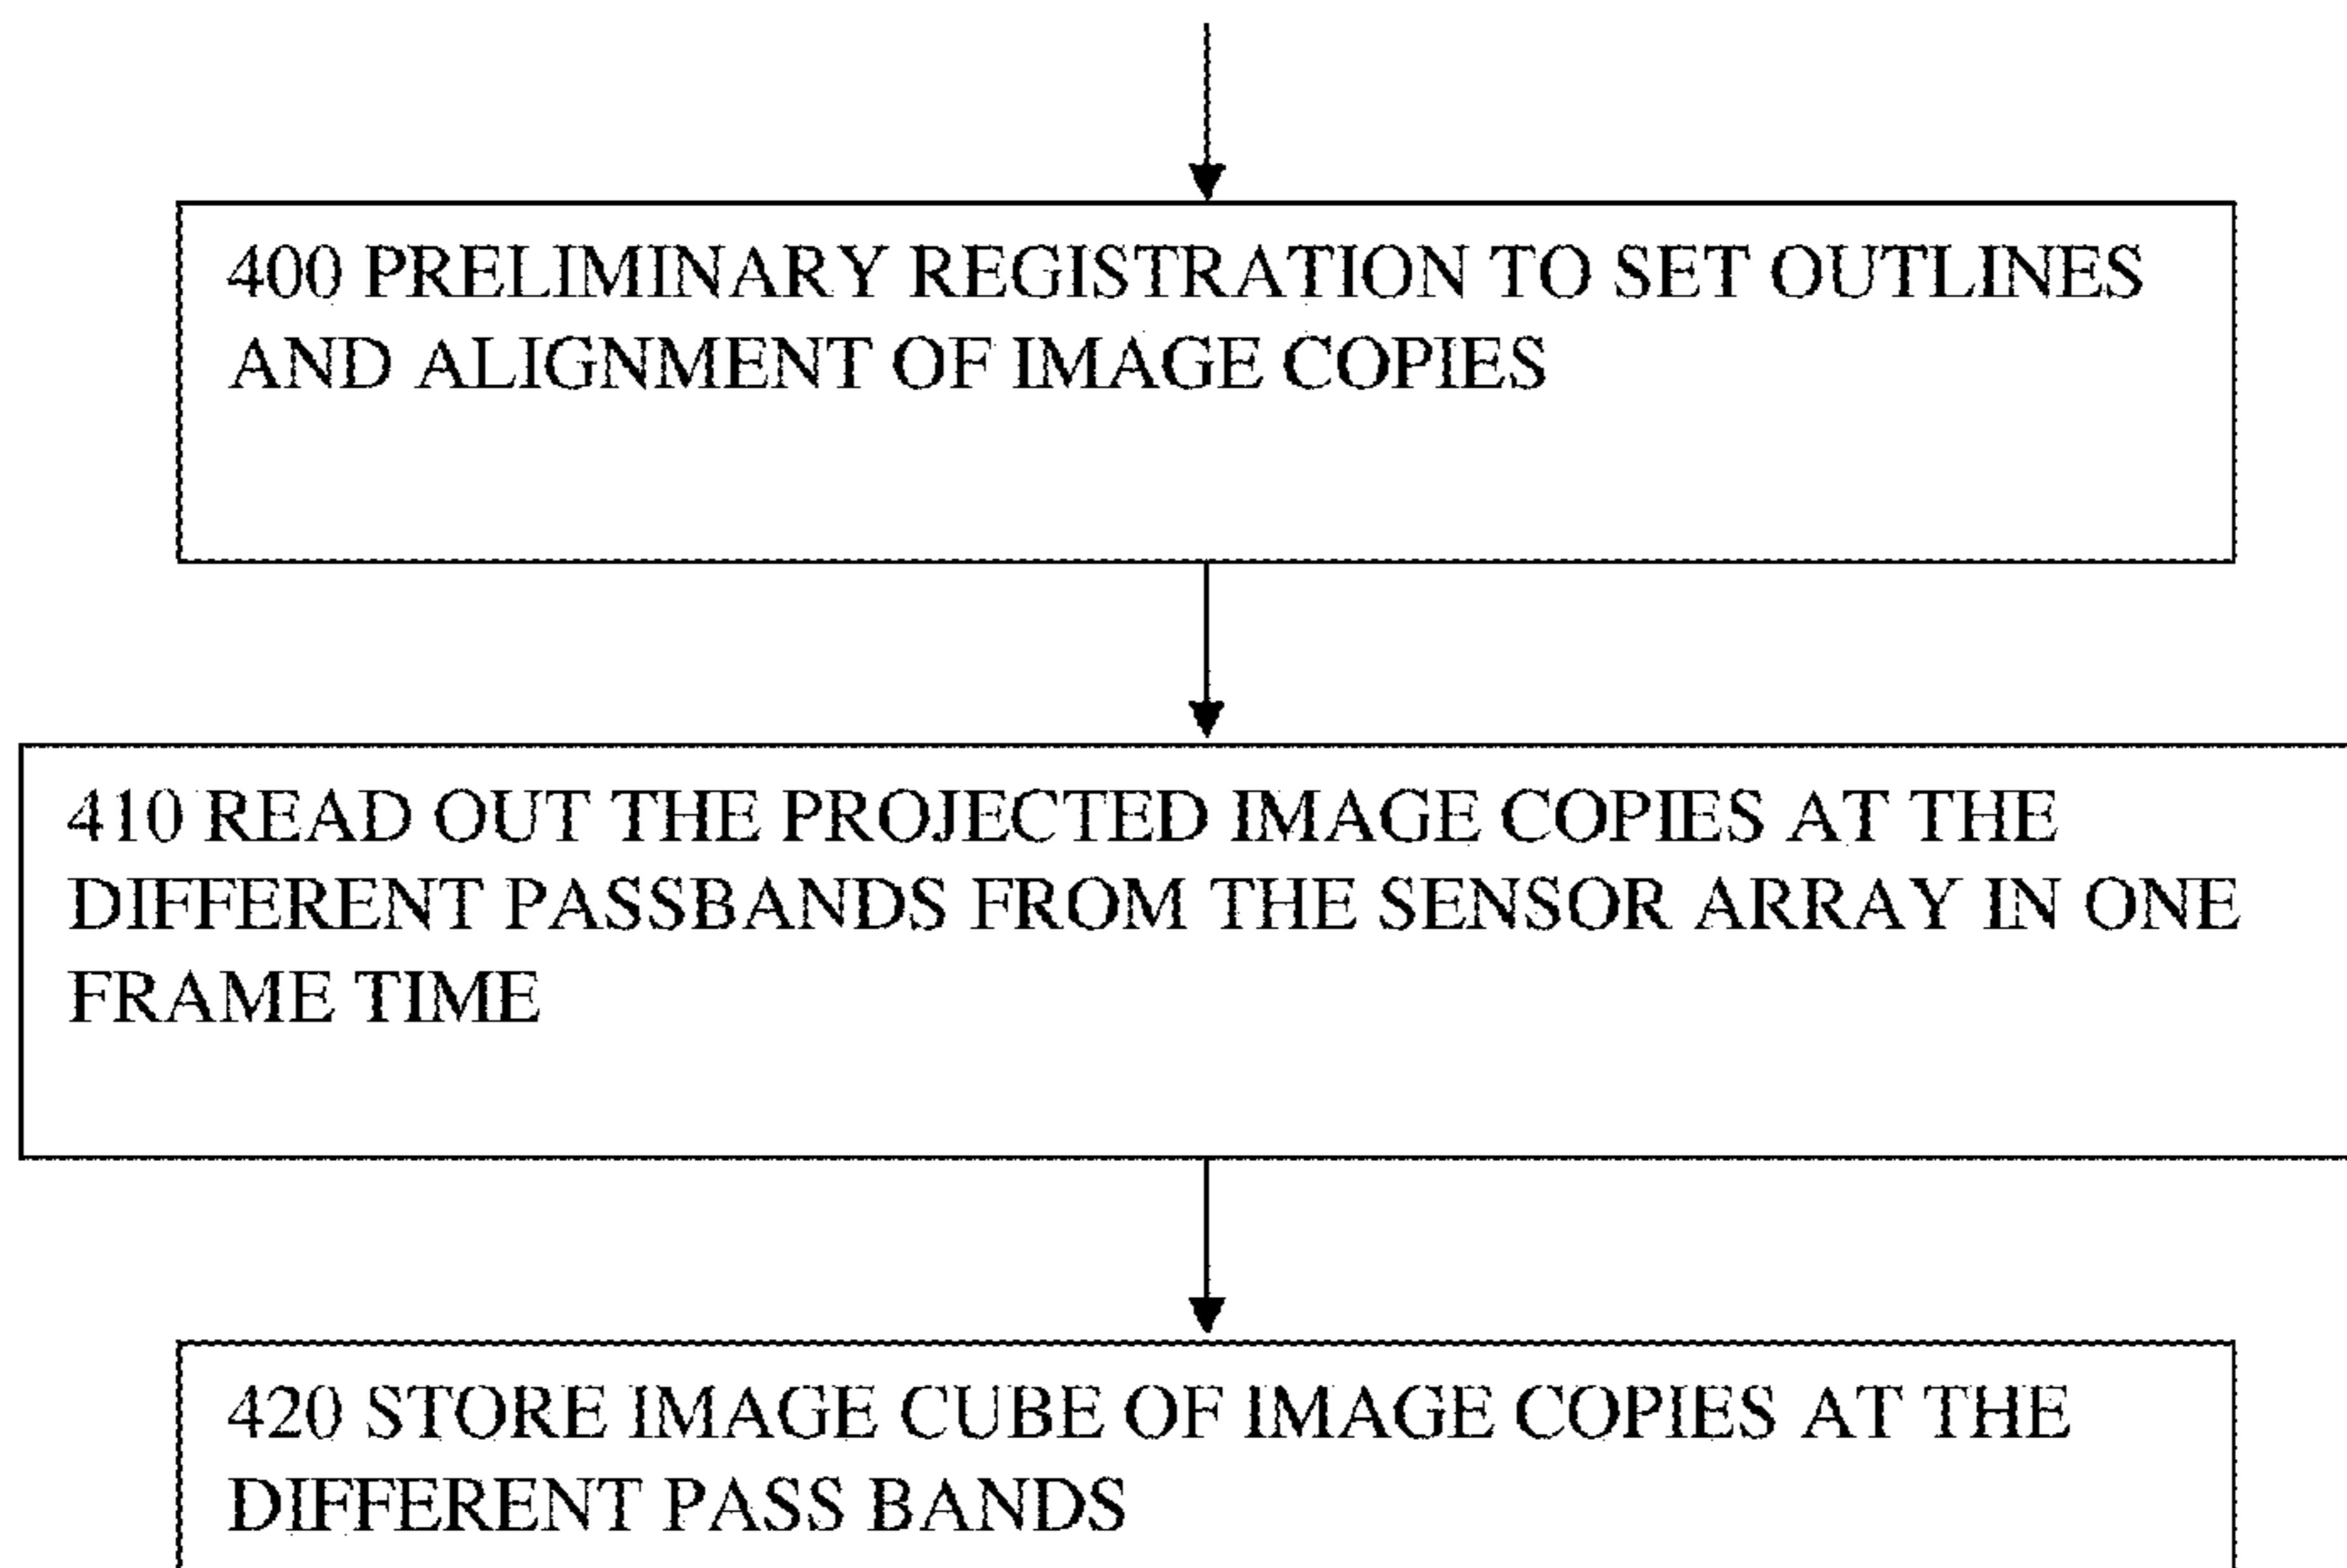 400 PRELIMINARY REGISTRATION TO SET OUTLINES
AND ALIGNMENT OF IMAGE COPIES
410 READ OUT THE PROJECTED IMAGE COPIES AT THE
DIFFERENT PASSBANDS FROM THE SENSOR ARRAY IN ONE
FRAME TIME
420 STORE IMAGE CUBE OF IMAGE COPIES AT THE
DIFFERENT PASS BANDS